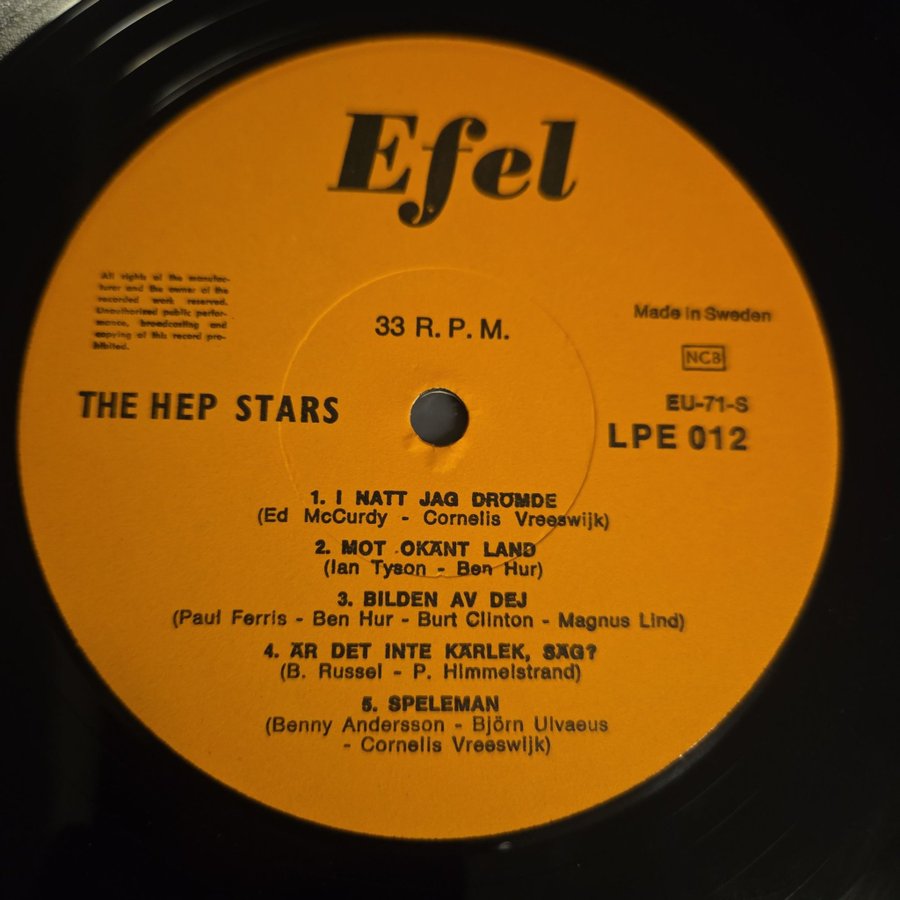 Efel
All rights of the manufac-
turer and the owner of the
recorded work reserved.
Unauthorized public perfor-
mance, broadcasting and
copying of this record pro-
hibited.
33 R. P. M.
Made in Sweden
NCB
THE HEP STARS
EU-71-S
LPE 012
1. I NATT JAG DRÖMDE
(Ed McCurdy - Cornelis Vreeswijk)
2. MOT OKÄNT LAND
(Ian Tyson - Ben Hur)
3. BILDEN AV DEJ
(Paul Ferris - Ben Hur - Burt Clinton - Magnus Lind)
4. ÄR DET INTE KÄRLEK, SÄG?
(B. Russel - P. Himmelstrand)
5. SPELEMAN
(Benny Andersson - Björn Ulvaeus
- Cornelis Vreeswijk)